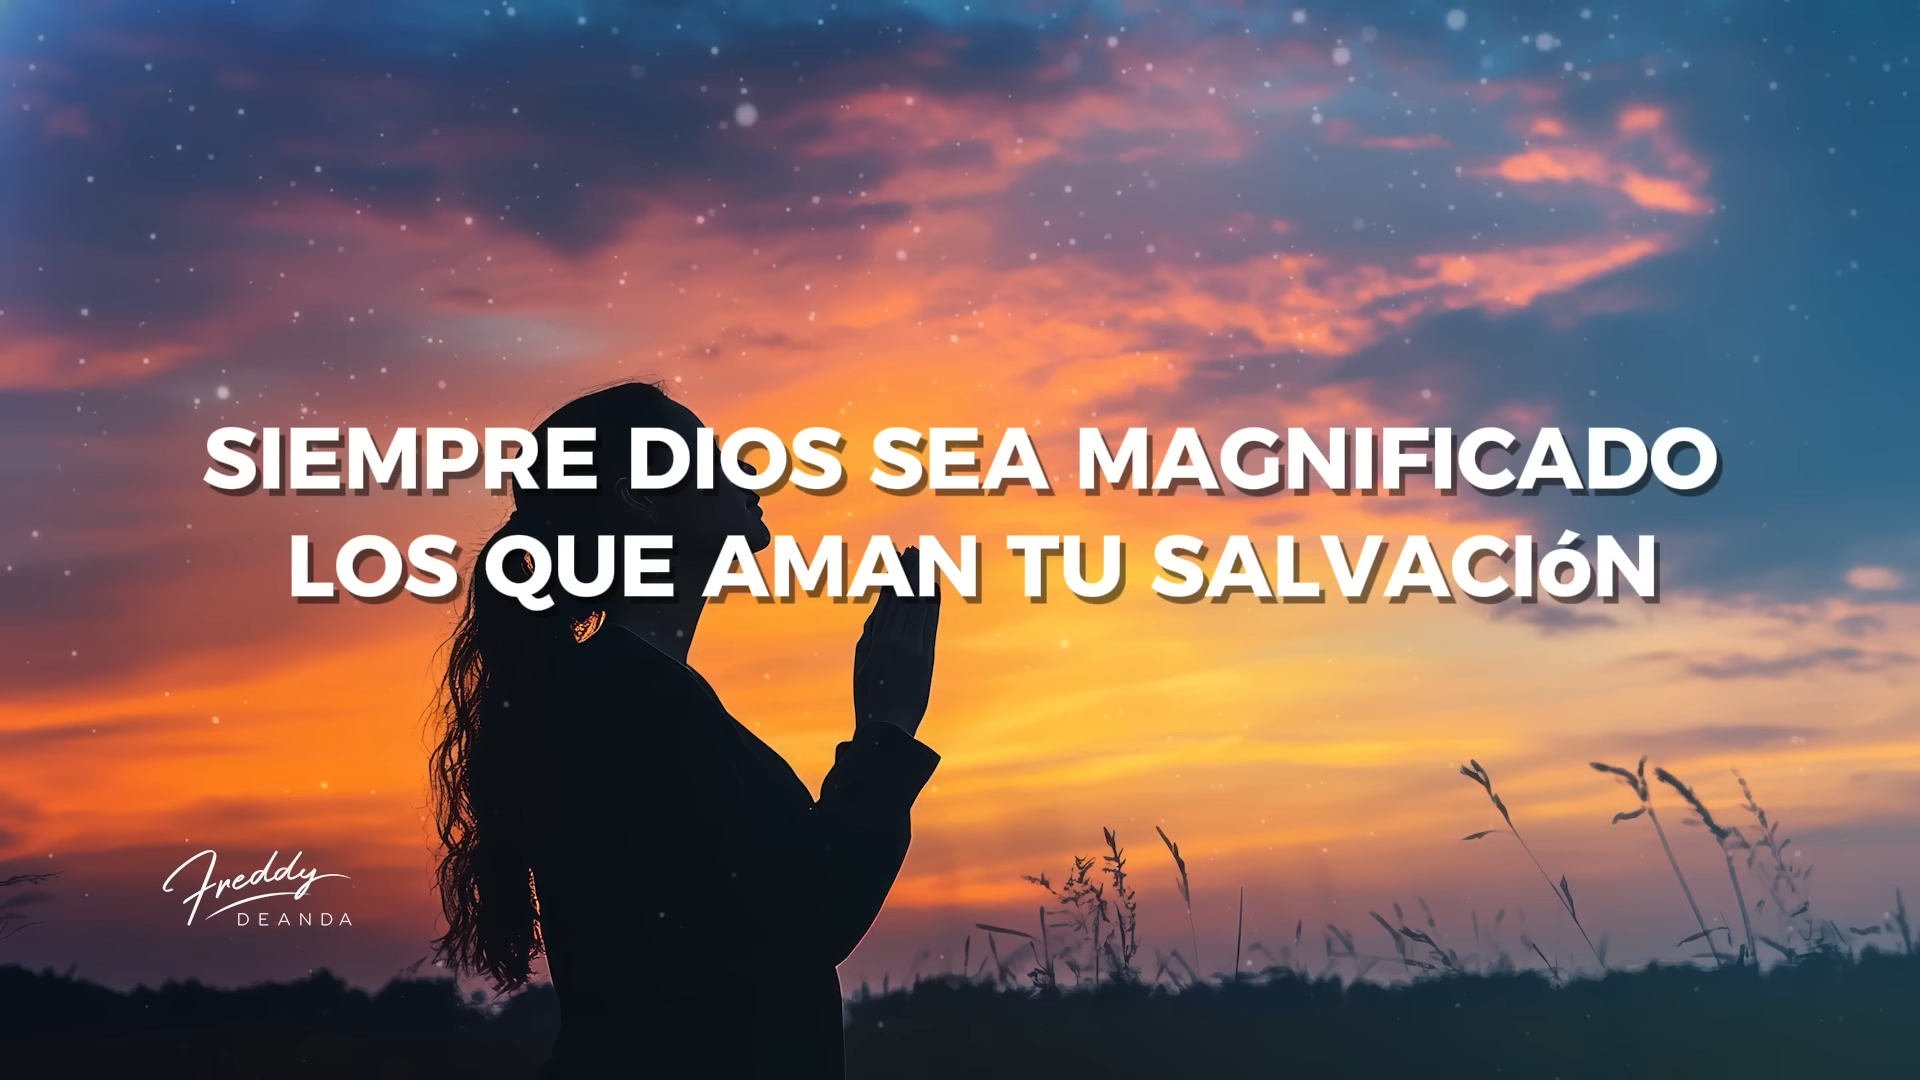 SIEMPRE DIOS SEA MAGNIFICADO
LOS QUE AMAN TU SALVACIóN
Freddy
DEANDA